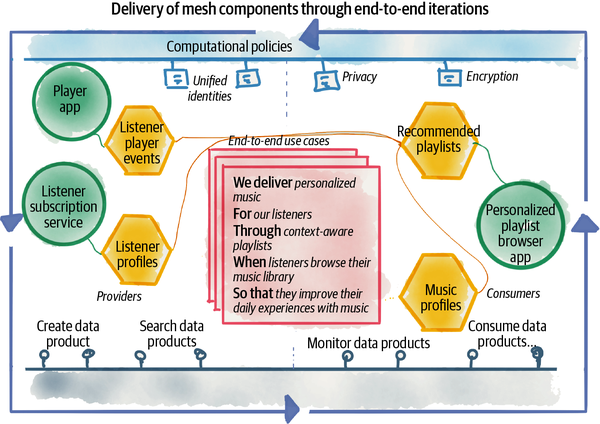 Delivery of mesh components through end-to-end iterations
Computational policies
Unified
identities
Privacy
Encryption
Player
app
Listener
player
events
Recommended
playlists
End-to-end use cases
We deliver personalized
music
For our listeners
Through context-aware
playlists
When listeners browse their
music library
So that they improve their
daily experiences with music
Listener
subscription
service
Listener
profiles
Personalized
playlist
browser
app
Music
profiles
Providers
Consumers
Create data
product
Search data
products
Monitor data products
Consume data
products...